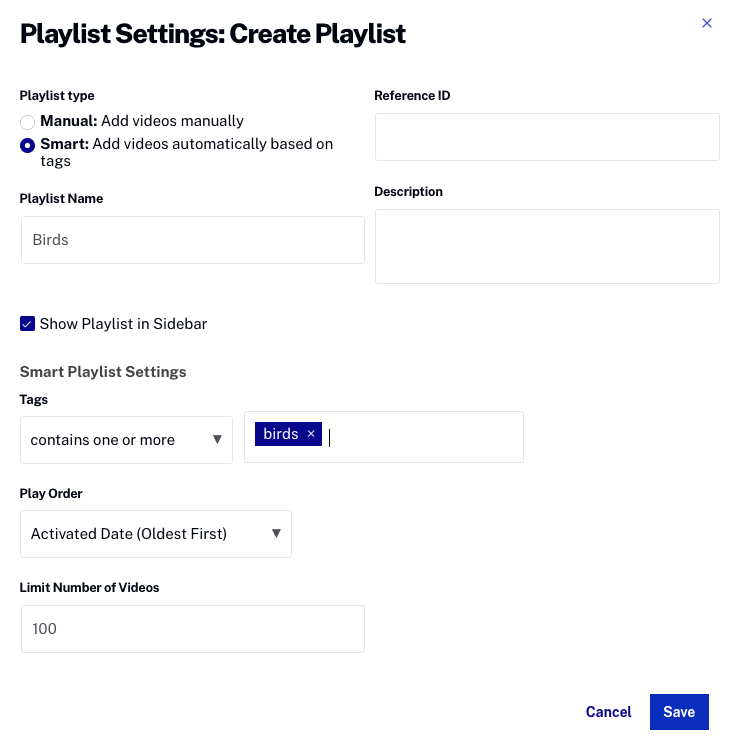 Playlist Settings: Create Playlist
×
Playlist type
Manual: Add videos manually
Smart: Add videos automatically based on
tags
Reference ID
Playlist Name
Birds
Description
Show Playlist in Sidebar
Smart Playlist Settings
Tags
contains one or more ▼
birds ×
Play Order
Activated Date (Oldest First) ▼
Limit Number of Videos
100
Cancel Save